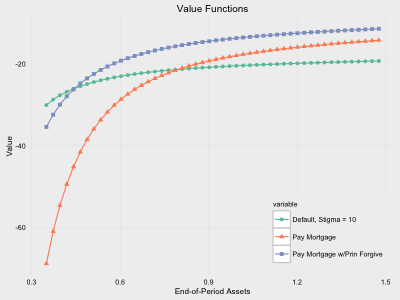 Value Functions
Value
-20
-40
-60
0.3
0.6
0.9
1.2
1.5
End-of-Period Assets
variable
Default, Stigma = 10
Pay Mortgage
Pay Mortgage w/Prin Forgive